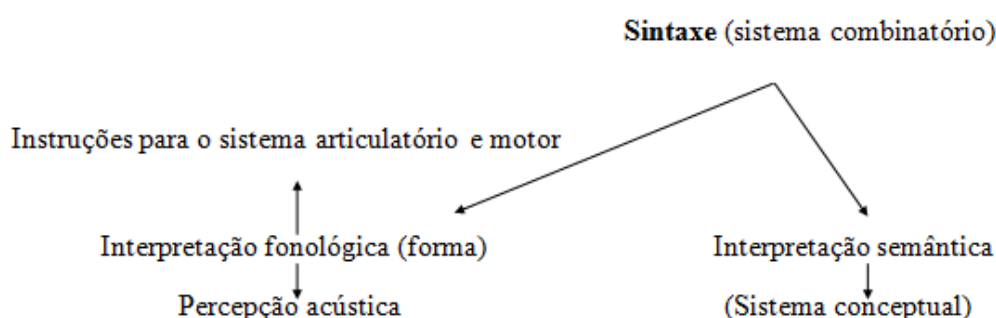 Sintaxe (sistema combinatório)
Instruções para o sistema articulatório e motor
Interpretação fonológica (forma)
Interpretação semântica
Percepção acústica
(Sistema conceptual)